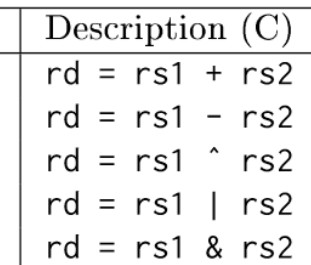 Description (C)
rd = rs1 + rs2
rd = rs1 - rs2
rd = rs1 ^ rs2
rd = rs1 | rs2
rd = rs1 & rs2